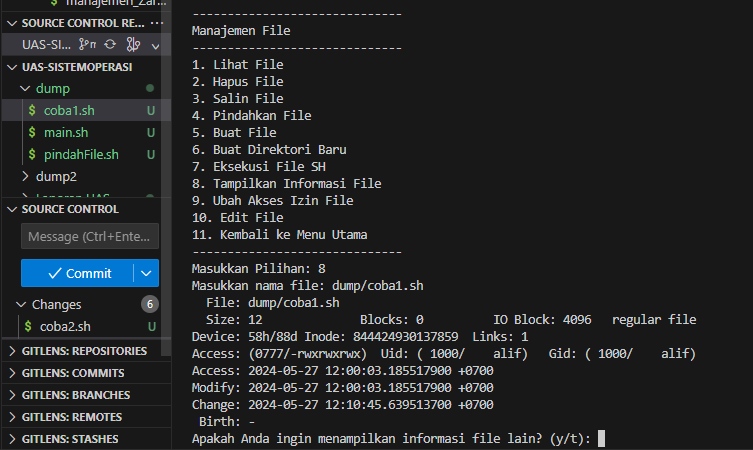 manajemen_Zar...
SOURCE CONTROL RE... ...
UAS-SI...
UAS-SISTEMOPERASI
dump
$ coba1.sh U
$ main.sh U
$ pindahFile.sh U
dump2
SOURCE CONTROL
Message (Ctrl+Ente...
Commit
Changes 6
$ coba2.sh U
GITLENS: REPOSITORIES
GITLENS: COMMITS
GITLENS: BRANCHES
GITLENS: REMOTES
GITLENS: STASHES
------------------------------
Manajemen File
------------------------------
1. Lihat File
2. Hapus File
3. Salin File
4. Pindahkan File
5. Buat File
6. Buat Direktori Baru
7. Eksekusi File SH
8. Tampilkan Informasi File
9. Ubah Akses Izin File
10. Edit File
11. Kembali ke Menu Utama
------------------------------
Masukkan Pilihan: 8
Masukkan nama file: dump/coba1.sh
File: dump/coba1.sh
Size: 12 Blocks: 0 IO Block: 4096 regular file
Device: 58h/88d Inode: 844424930137859 Links: 1
Access: (0777/-rwxrwxrwx) Uid: ( 1000/ alif) Gid: ( 1000/ alif)
Access: 2024-05-27 12:00:03.185517900 +0700
Modify: 2024-05-27 12:00:03.185517900 +0700
Change: 2024-05-27 12:10:45.639513700 +0700
Birth: -
Apakah Anda ingin menampilkan informasi file lain? (y/t):